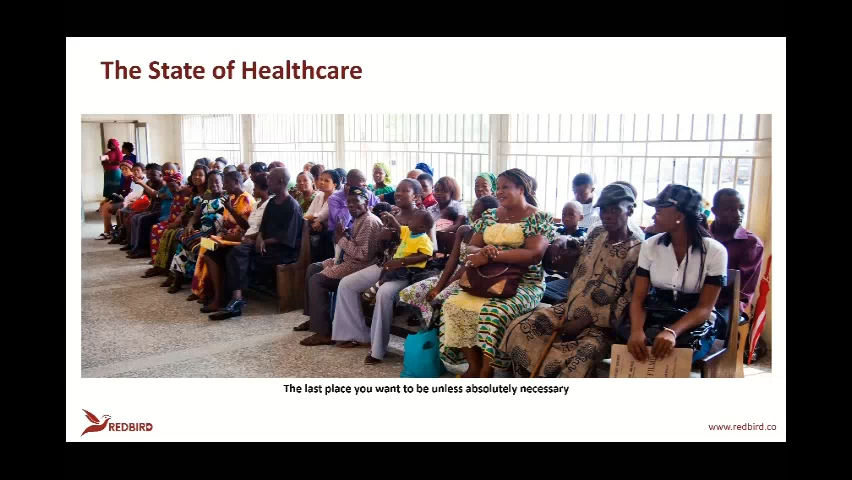 The State of Healthcare
The last place you want to be unless absolutely necessary
REDBIRD
www.redbird.co